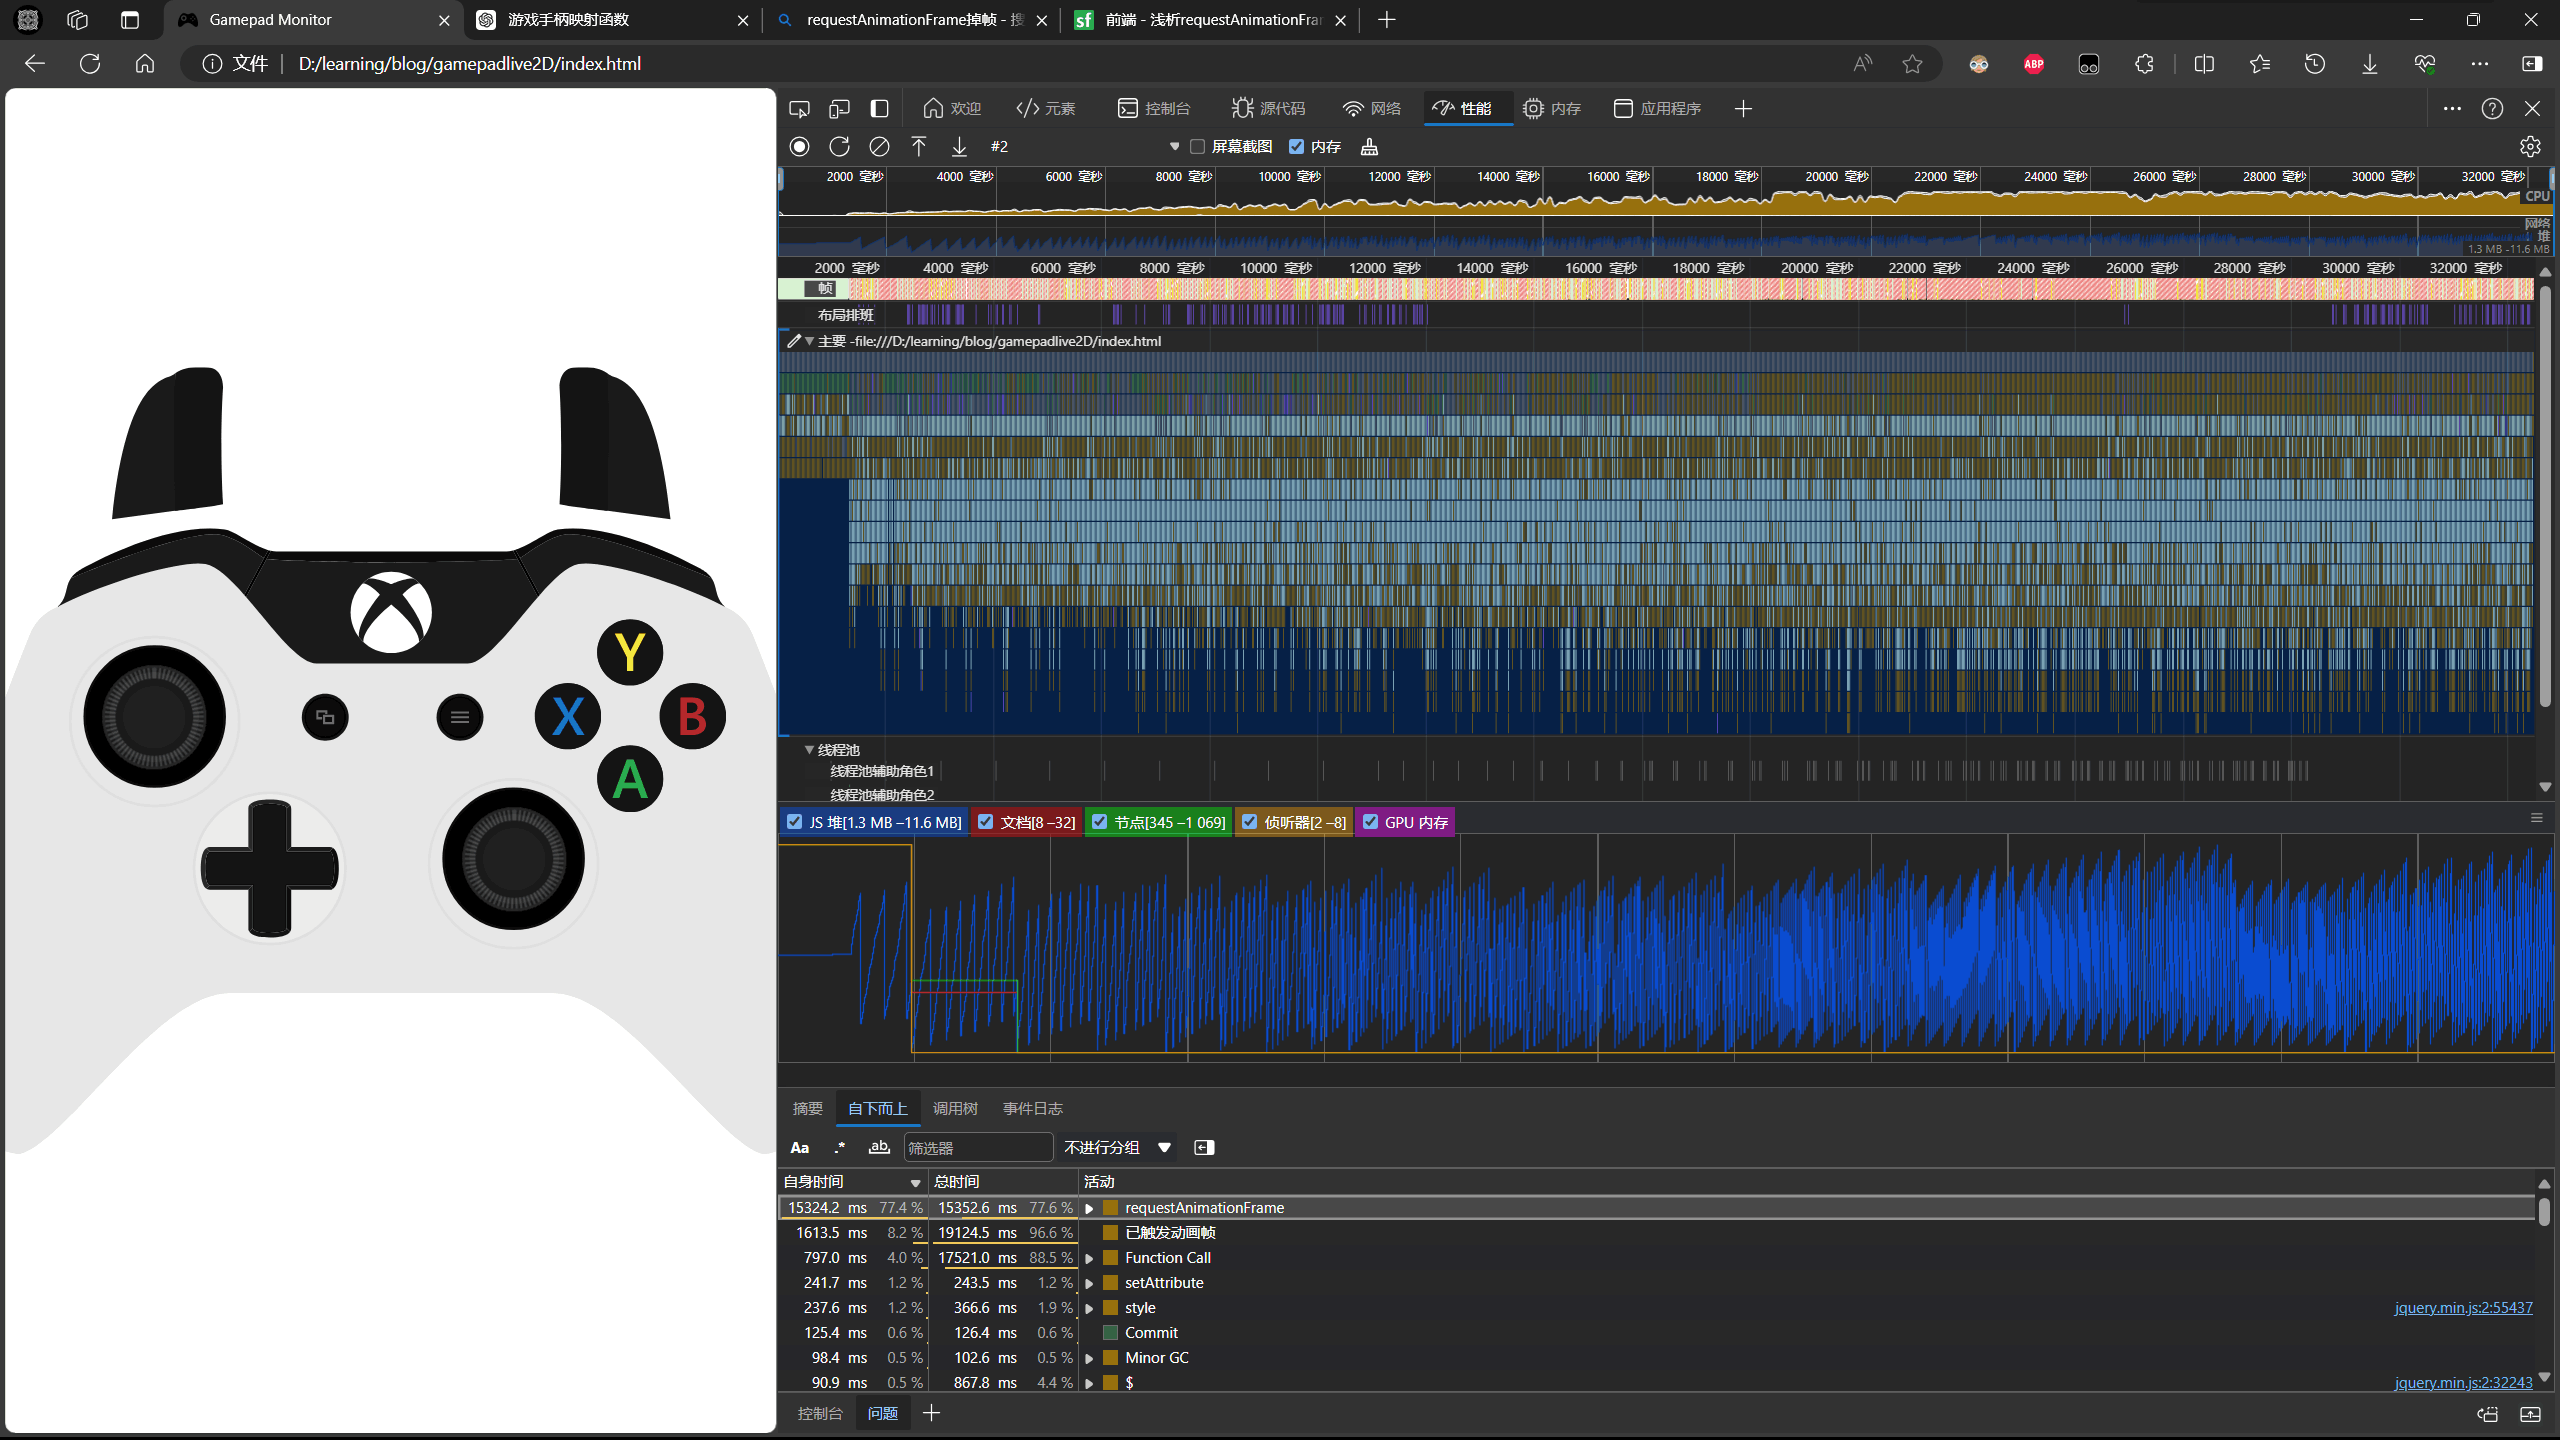 Gamepad Monitor
游戏手柄映射函数
requestAnimationFrame掉帧 - 搜
前端 - 浅析requestAnimationFrar
文件
D:/learning/blog/gamepadlive2D/index.html
ABP
欢迎
元素
控制台
源代码
网络
性能
内存
应用程序
#2
屏幕截图
内存
2000 毫秒
4000 毫秒
6000 毫秒
8000 毫秒
10000 毫秒
12000 毫秒
14000 毫秒
16000 毫秒
18000 毫秒
20000 毫秒
22000 毫秒
24000 毫秒
26000 毫秒
28000 毫秒
30000 毫秒
32000 毫秒
CPU
网络
堆
1.3 MB -11.6 MB
2000 毫秒
4000 毫秒
6000 毫秒
8000 毫秒
10000 毫秒
12000 毫秒
14000 毫秒
16000 毫秒
18000 毫秒
20000 毫秒
22000 毫秒
24000 毫秒
26000 毫秒
28000 毫秒
30000 毫秒
32000 毫秒
帧
布局排班
主要 -file:///D:/learning/blog/gamepadlive2D/index.html
Y
X
B
A
线程池
线程池辅助角色1
线程池辅助角色2
JS 堆[1.3 MB –11.6 MB]
文档[8 –32]
节点[345 –1 069]
侦听器[2 –8]
GPU 内存
摘要
自下而上
调用树
事件日志
Aa
.*
ab
筛选器
不进行分组
自身时间
总时间
活动
15324.2 ms 77.4 % 15352.6 ms 77.6 % requestAnimationFrame
1613.5 ms 8.2 % 19124.5 ms 96.6 % 已触发动画帧
797.0 ms 4.0 % 17521.0 ms 88.5 % Function Call
241.7 ms 1.2 % 243.5 ms 1.2 % setAttribute
237.6 ms 1.2 % 366.6 ms 1.9 % style jquery.min.js:2:55437
125.4 ms 0.6 % 126.4 ms 0.6 % Commit
98.4 ms 0.5 % 102.6 ms 0.5 % Minor GC
90.9 ms 0.5 % 867.8 ms 4.4 % $ jquery.min.js:2:32243
控制台
问题